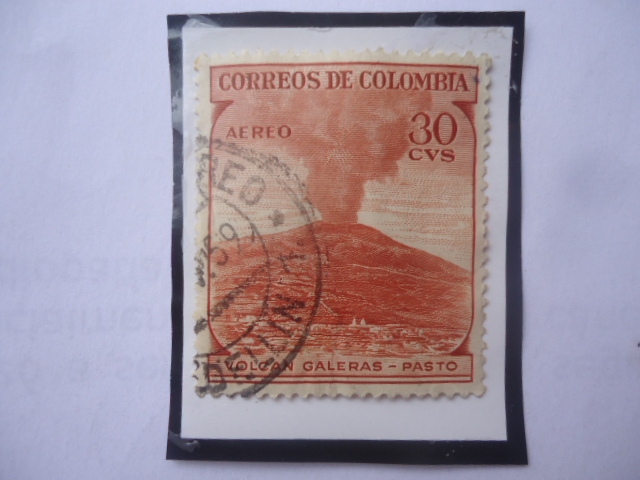 CORREOS DE COLOMBIA
AEREO
30
CVS
VOLCAN GALERAS - PASTO